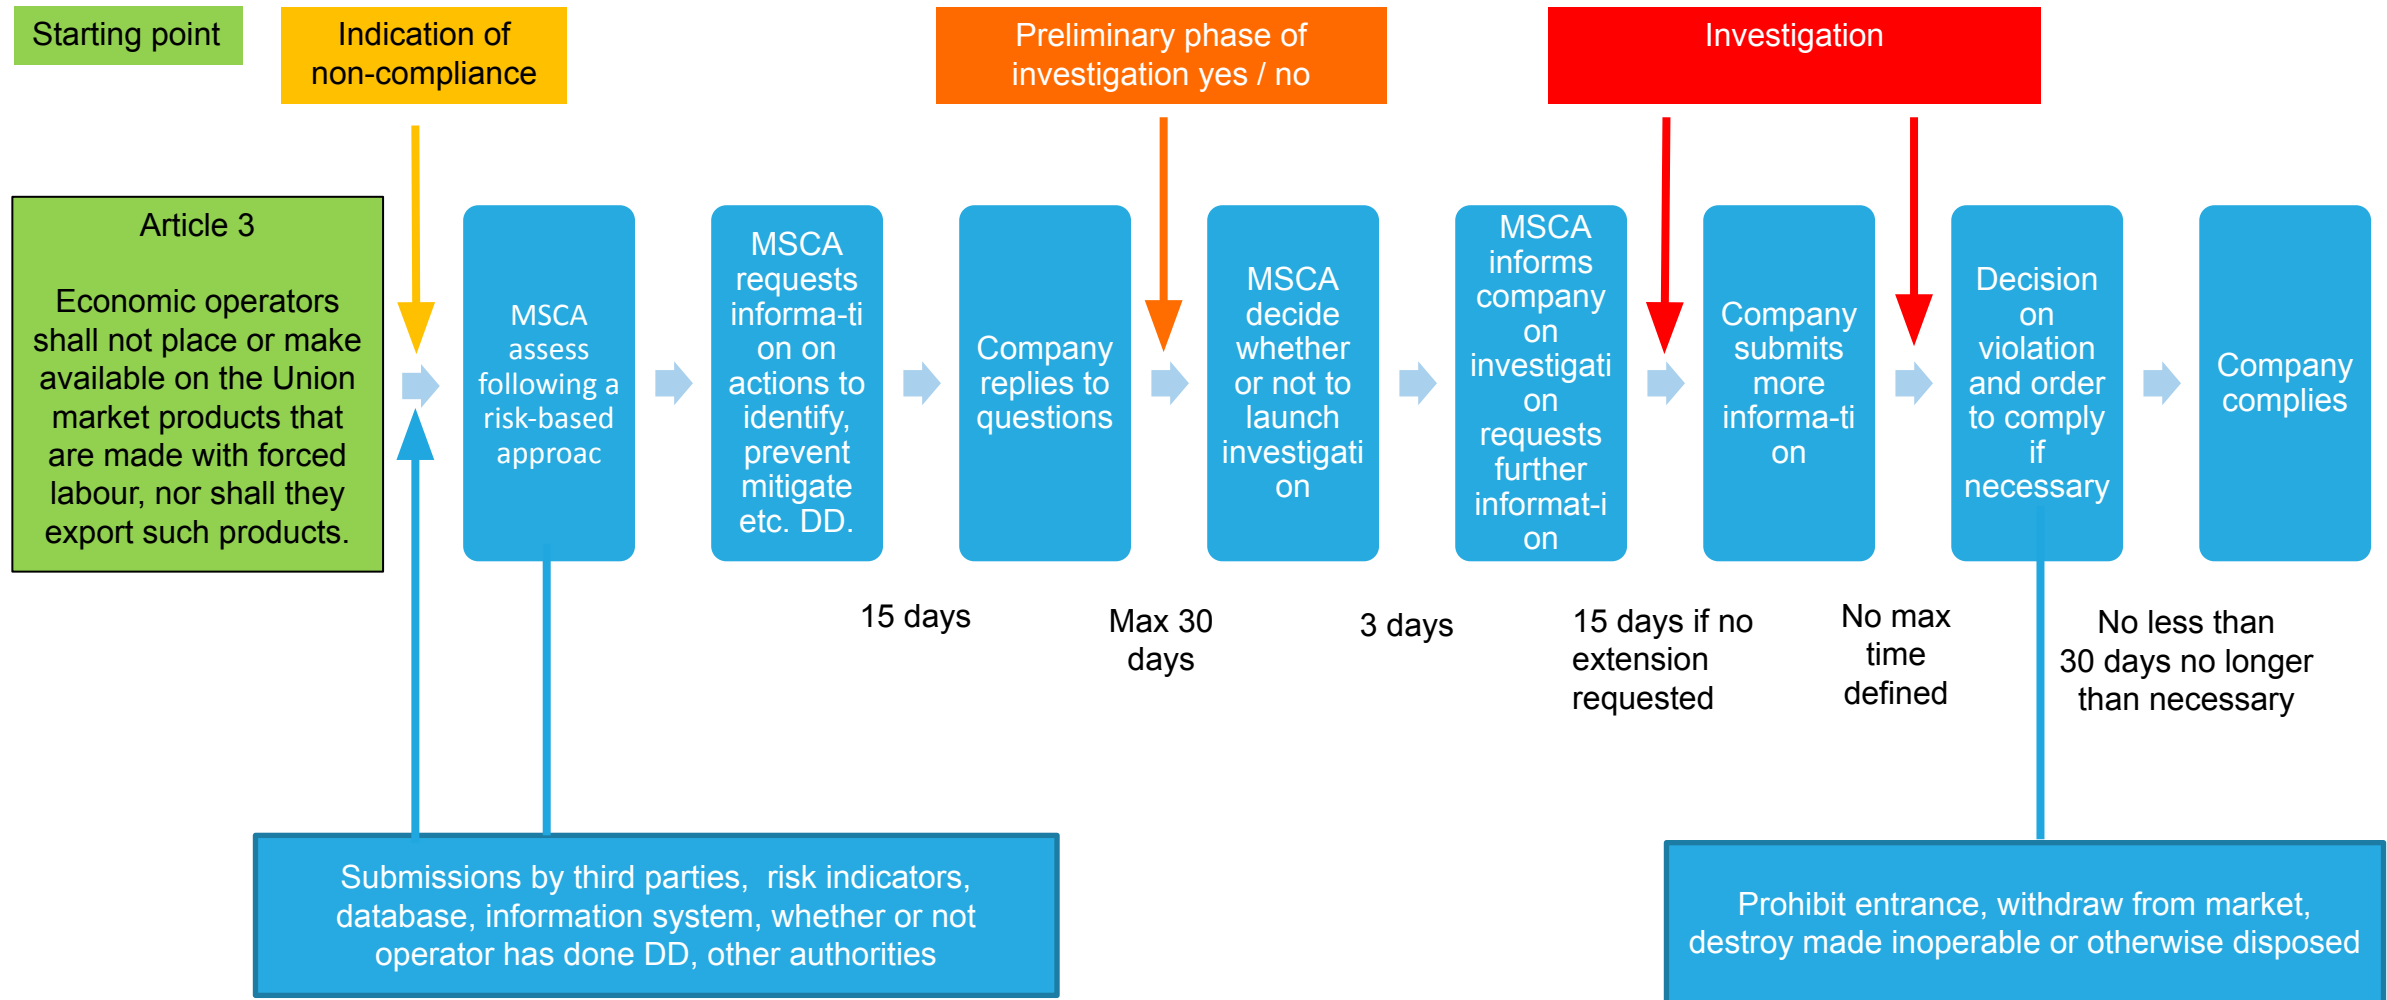 Starting point
Indication of
non-compliance
Preliminary phase of
investigation yes / no
Investigation
Article 3
Economic operators
shall not place or make
available on the Union
market products that
are made with forced
labour, nor shall they
export such products.
MSCA
assess
following a
risk-based
approac
MSCA
requests
informa-ti
on on
actions to
identify,
prevent
mitigate
etc. DD.
Company
replies to
questions
MSCA
decide
whether
or not to
launch
investigati
on
MSCA
informs
company
on
investigati
on
requests
further
informat-i
on
Company
submits
more
informa-ti
on
Decision
on
violation
and order
to comply
if
necessary
Company
complies
15 days
Max 30
days
3 days
15 days if no
extension
requested
No max
time
defined
No less than
30 days no longer
than necessary
Submissions by third parties,  risk indicators,
database, information system, whether or not
operator has done DD, other authorities
Prohibit entrance, withdraw from market,
destroy made inoperable or otherwise disposed